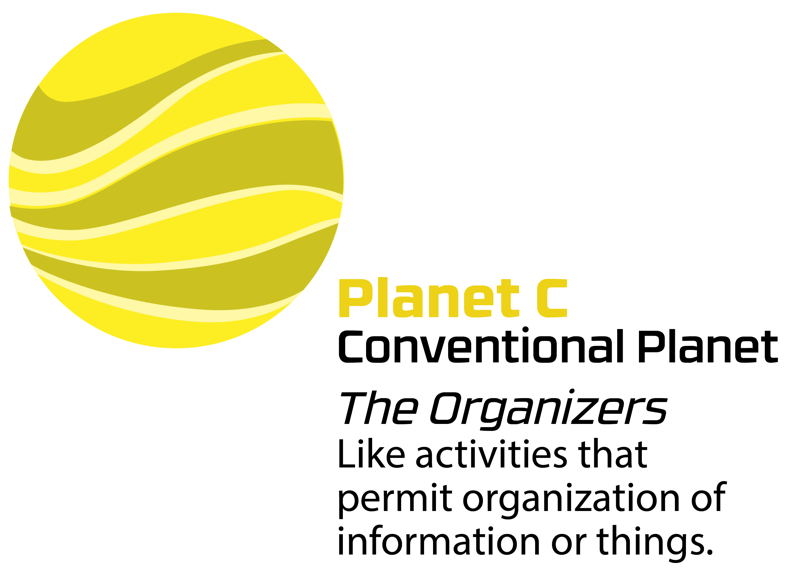 Planet C
Conventional Planet
The Organizers
Like activities that
permit organization of
information or things.